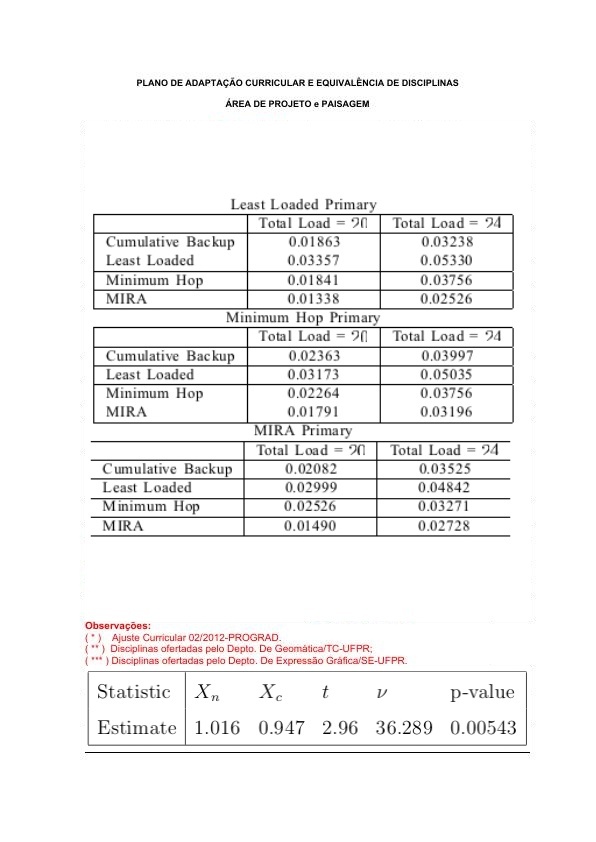 PLANO DE ADAPTAÇÃO CURRICULAR E EQUIVALÊNCIA DE DISCIPLINAS
ÁREA DE PROJETO e PAISAGEM
Least Loaded Primary
Total Load = 20 Total Load = 24
Cumulative Backup 0.01863 0.03238
Least Loaded 0.03357 0.05330
Minimum Hop 0.01841 0.03756
MIRA 0.01338 0.02526
Minimum Hop Primary
Total Load = 20 Total Load = 24
Cumulative Backup 0.02363 0.03997
Least Loaded 0.03173 0.05035
Minimum Hop 0.02264 0.03756
MIRA 0.01791 0.03196
MIRA Primary
Total Load = 20 Total Load = 24
Cumulative Backup 0.02082 0.03525
Least Loaded 0.02999 0.04842
Minimum Hop 0.02526 0.03271
MIRA 0.01490 0.02728
Observações:
( * ) Ajuste Curricular 02/2012-PROGRAD.
( ** ) Disciplinas ofertadas pelo Depto. De Geomática/TC-UFPR;
( *** ) Disciplinas ofertadas pelo Depto. De Expressão Gráfica/SE-UFPR.
Statistic Xn Xc t ν p-value
Estimate 1.016 0.947 2.96 36.289 0.00543